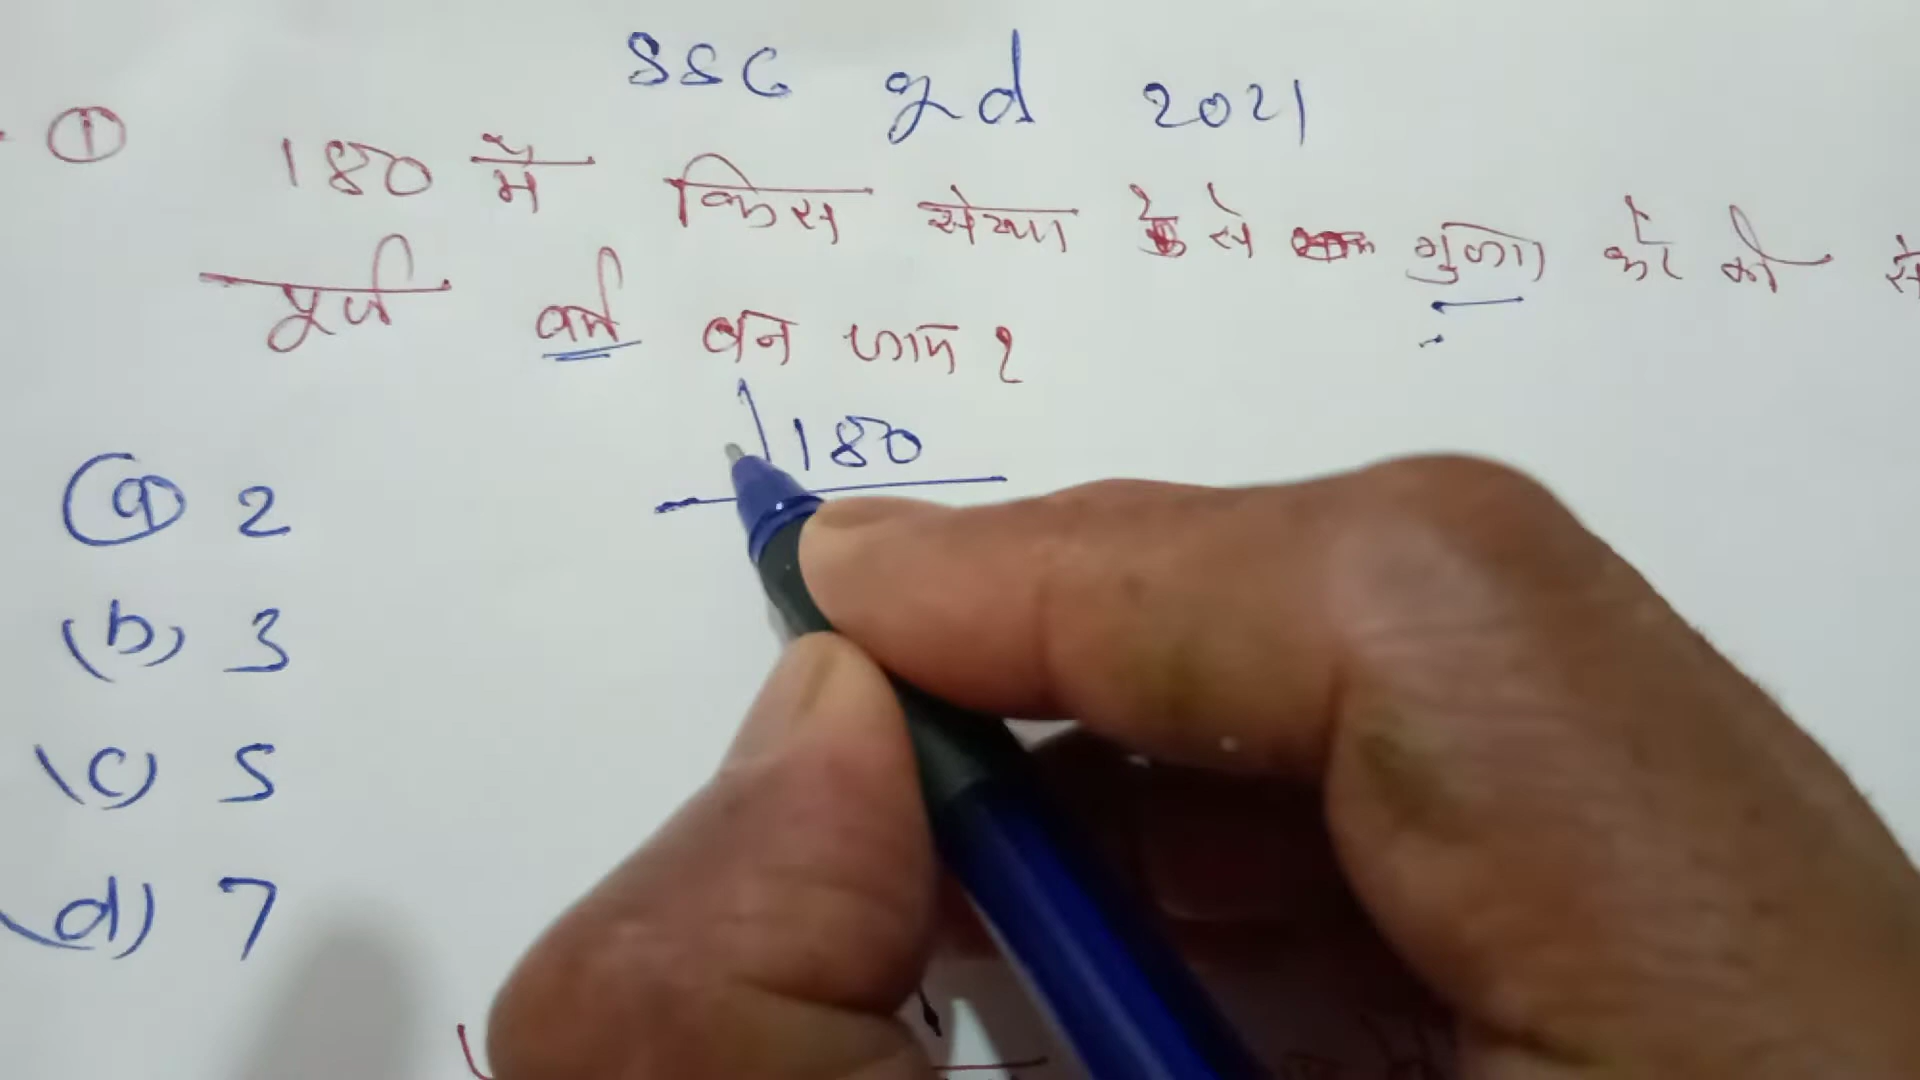 SSC gd 2021
① 180 में किस संख्या से गुणा करें की
पूर्ण वर्ग बन जाए ?
180
(a) 2
(b) 3
(c) 5
(d) 7